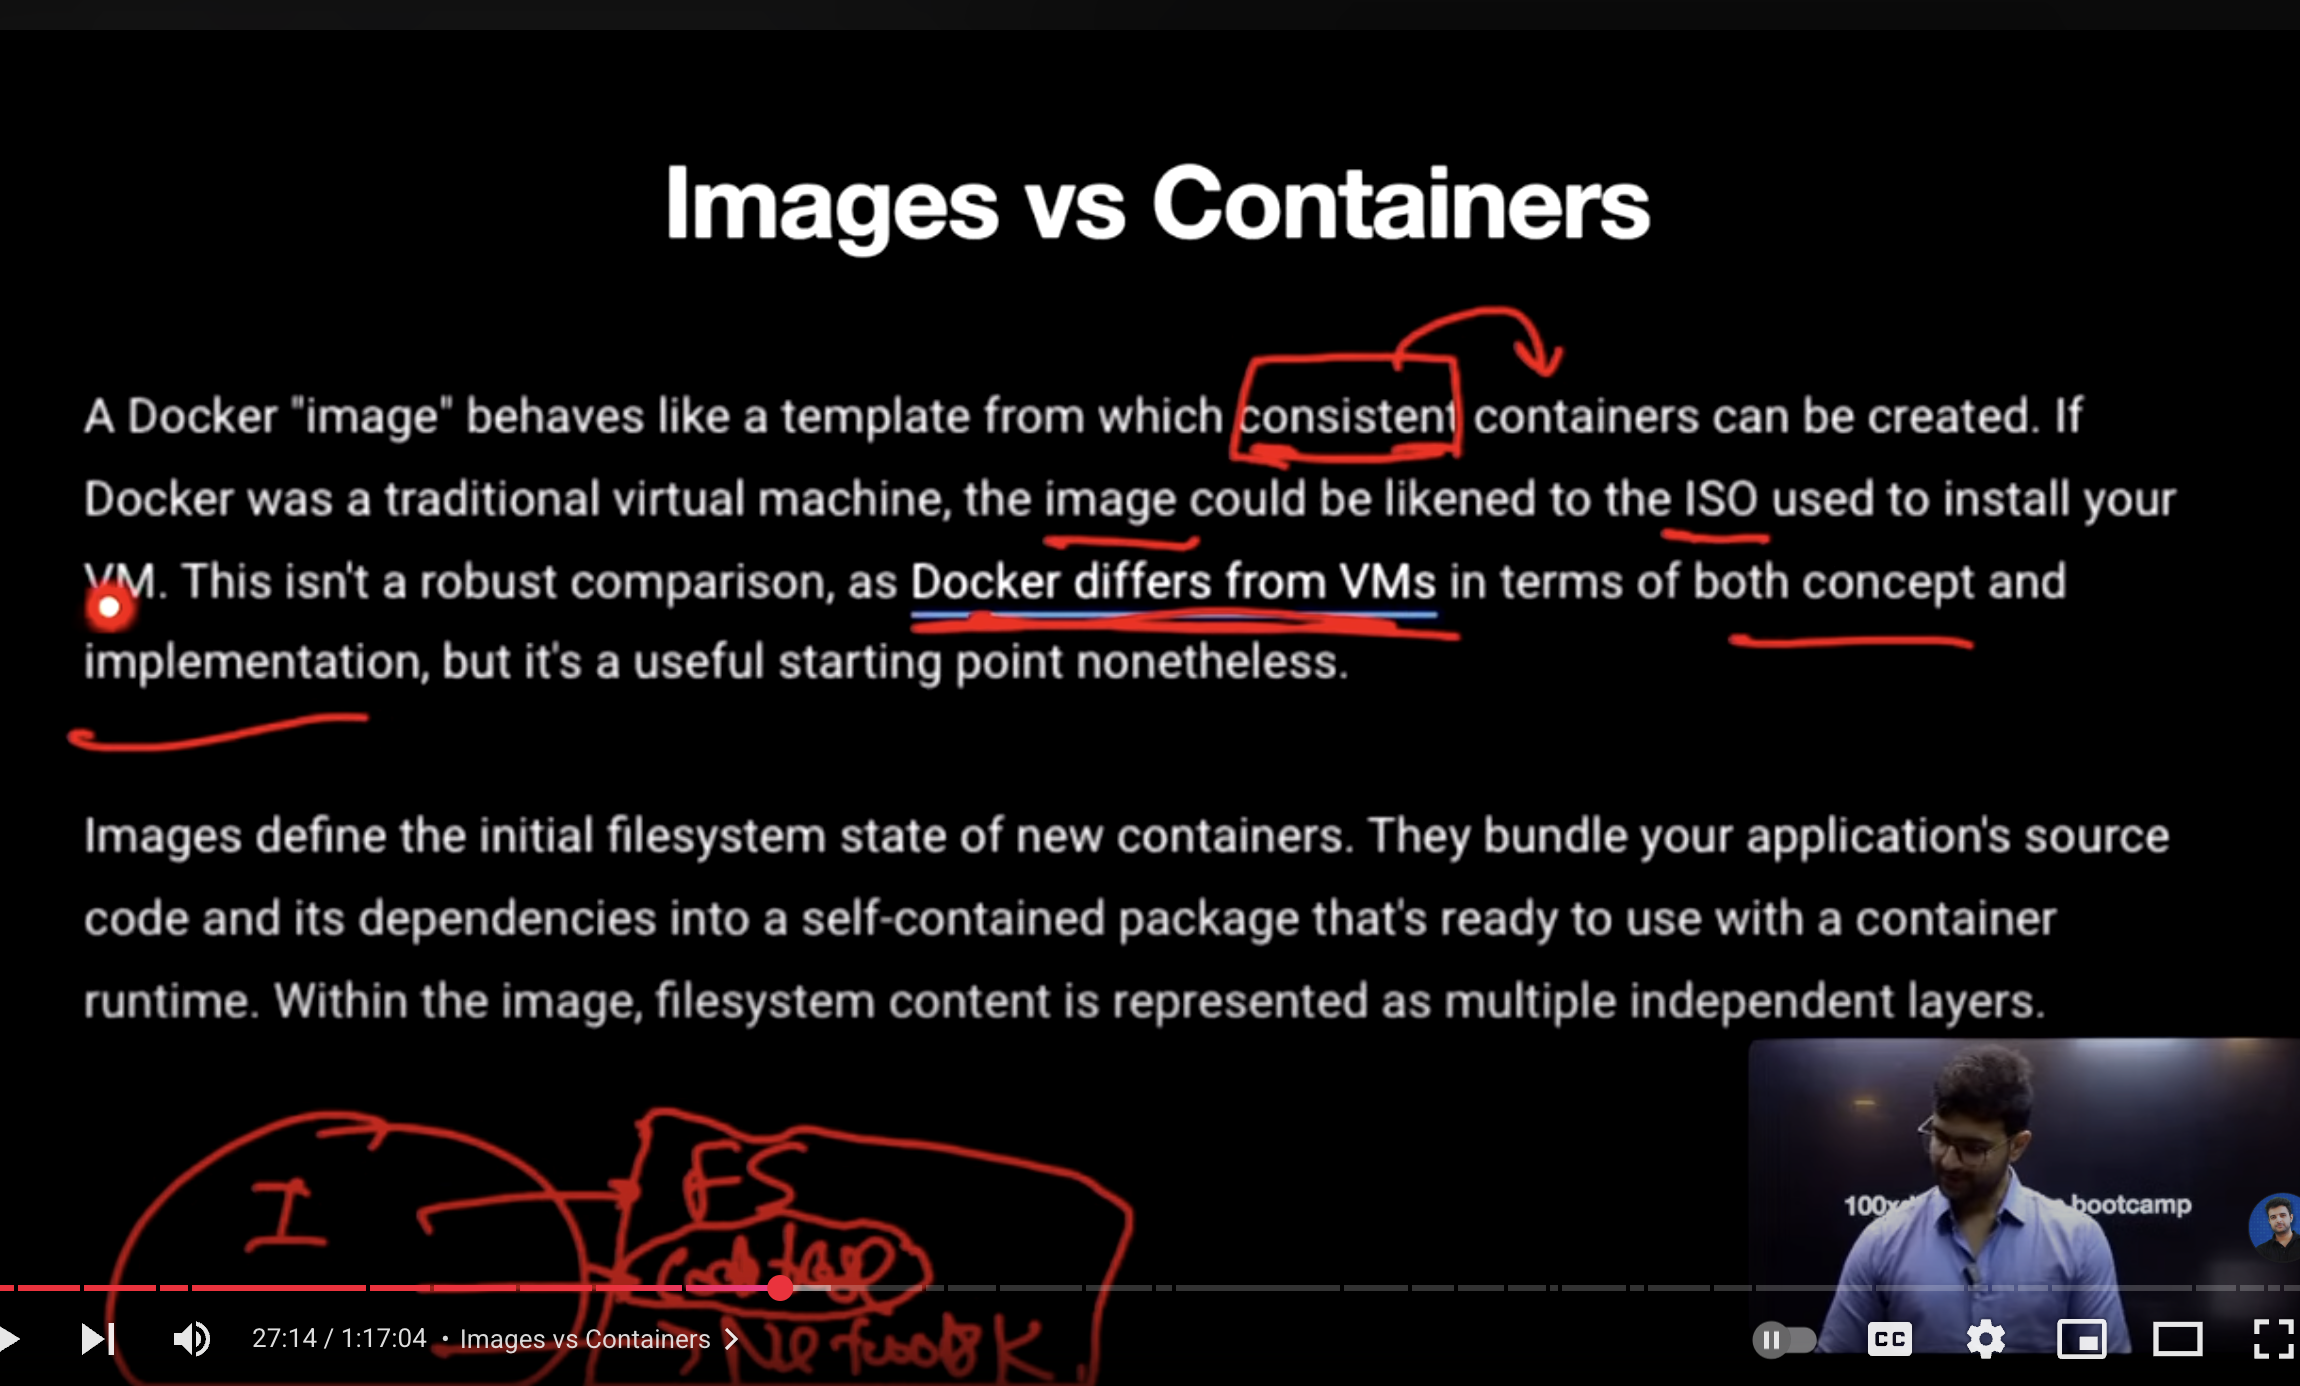 Images vs Containers
A Docker "image" behaves like a template from which consistent containers can be created. If
Docker was a traditional virtual machine, the image could be likened to the ISO used to install your
VM. This isn't a robust comparison, as Docker differs from VMs in terms of both concept and
implementation, but it's a useful starting point nonetheless.
Images define the initial filesystem state of new containers. They bundle your application's source
code and its dependencies into a self-contained package that's ready to use with a container
runtime. Within the image, filesystem content is represented as multiple independent layers.
I
FS
Network
bootcamp
27:14 / 1:17:04 • Images vs Containers
CC